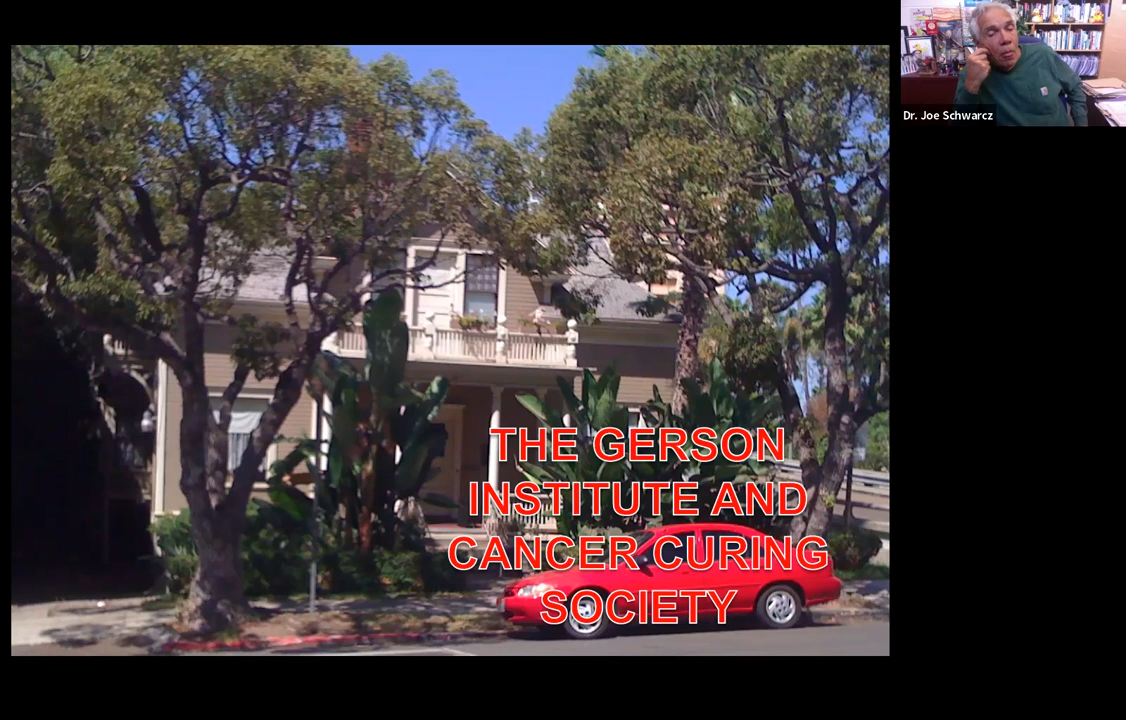 Dr. Joe Schwarcz
THE GERSON
INSTITUTE AND
CANCER CURING
SOCIETY